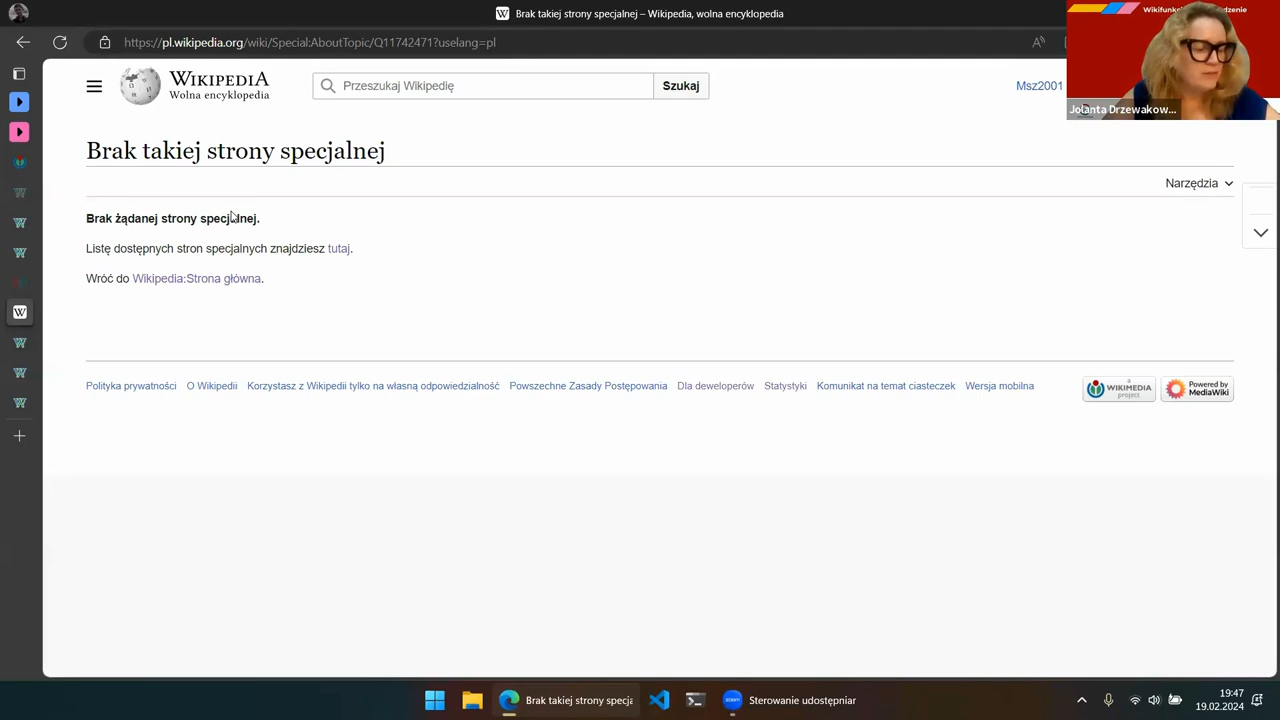 Brak takiej strony specjalnej – Wikipedia, wolna encyklopedia
https://pl.wikipedia.org/wiki/Special:AboutTopic/Q11742471?uselang=pl
WIKIPEDIA
Wolna encyklopedia
Przeszukaj Wikipedię
Szukaj
Msz2001
Jolanta Drzewakow...
Brak takiej strony specjalnej
Narzędzia
Brak żądanej strony specjalnej.
Listę dostępnych stron specjalnych znajdziesz tutaj.
Wróć do Wikipedia:Strona główna.
Polityka prywatności O Wikipedii Korzystasz z Wikipedii tylko na własną odpowiedzialność Powszechne Zasady Postępowania Dla deweloperów Statystyki Komunikat na temat ciasteczek Wersja mobilna
a
WIKIMEDIA
project
Powered by
MediaWiki
Brak takiej strony specja
zoom
Sterowanie udostępniar
19:47
19.02.2024